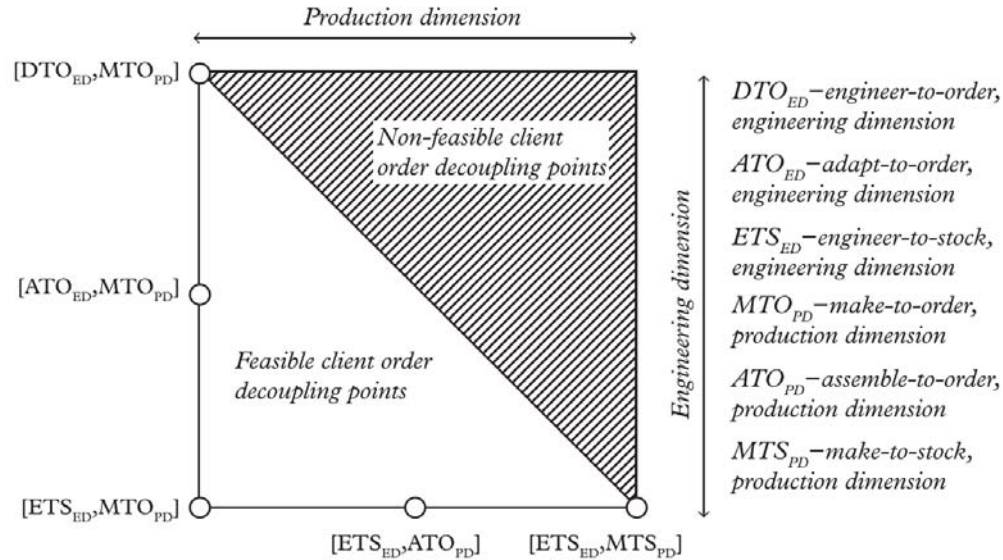 Production dimension
[DTO_ED,MTO_PD]
Non-feasible client
order decoupling points
[ATO_ED,MTO_PD]
Feasible client order
decoupling points
[ETS_ED,MTO_PD]
[ETS_ED,ATO_PD]
[ETS_ED,MTS_PD]
Engineering dimension
DTO_ED–engineer-to-order,
engineering dimension
ATO_ED–adapt-to-order,
engineering dimension
ETS_ED–engineer-to-stock,
engineering dimension
MTO_PD–make-to-order,
production dimension
ATO_PD–assemble-to-order,
production dimension
MTS_PD–make-to-stock,
production dimension